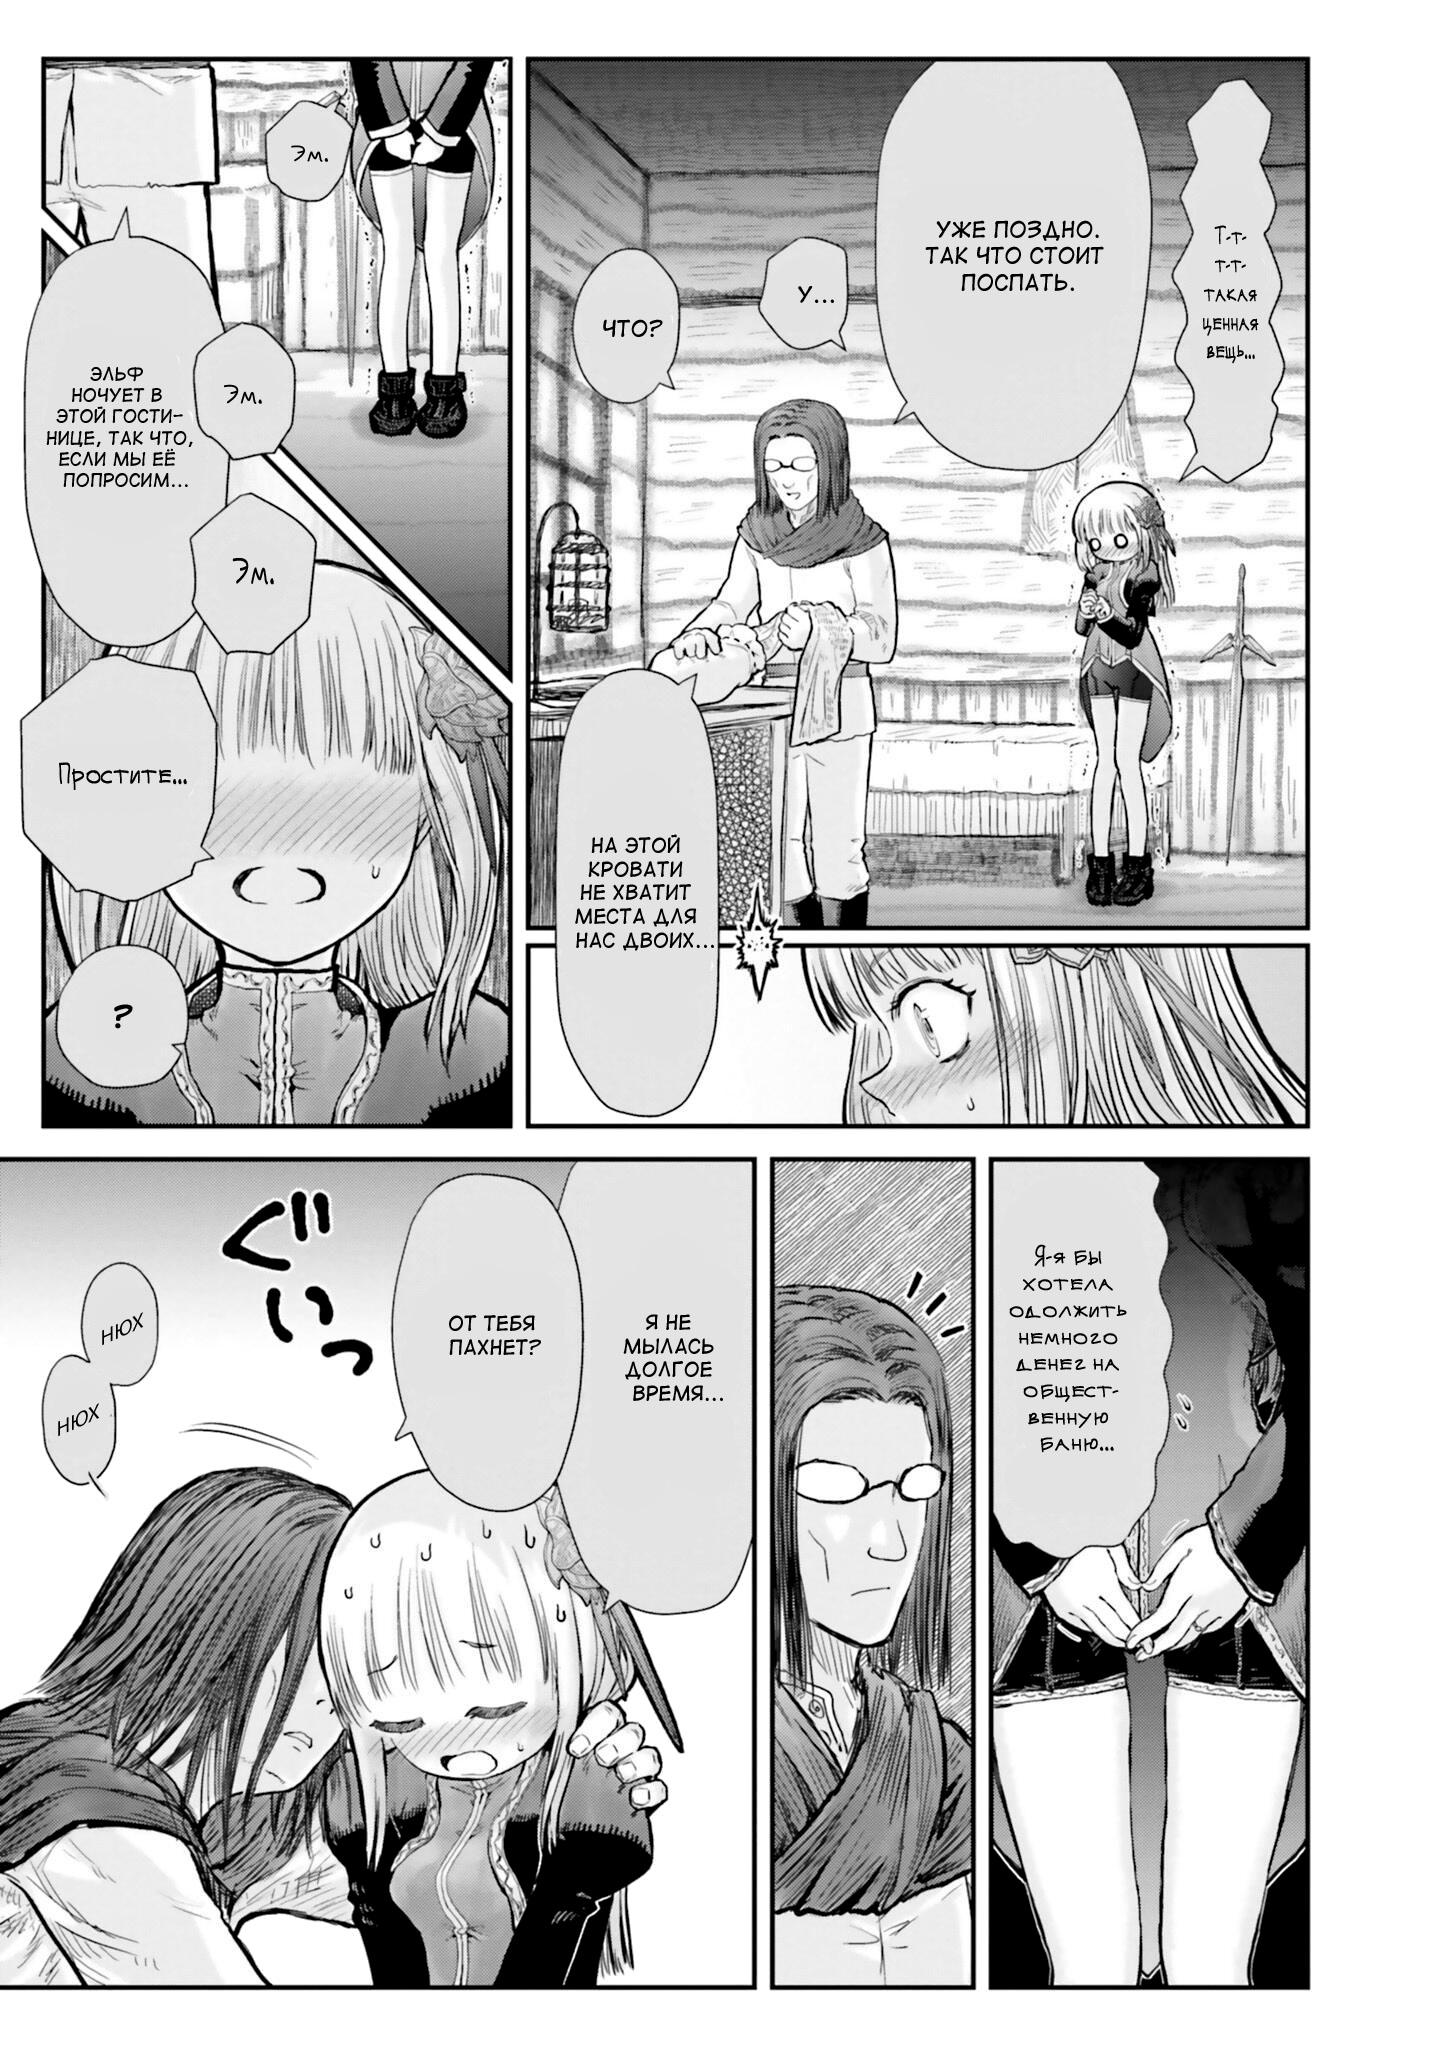 Т-т-
т-т-
такая
ценная
вещь...
УЖЕ ПОЗДНО.
ТАК ЧТО СТОИТ
ПОСПАТЬ.
У...
ЧТО?
НА ЭТОЙ
КРОВАТИ
НЕ ХВАТИТ
МЕСТА ДЛЯ
НАС ДВОИХ...
Эм.
ЭЛЬФ
НОЧУЕТ В
ЭТОЙ ГОСТИ-
НИЦЕ, ТАК ЧТО,
ЕСЛИ МЫ ЕЁ
ПОПРОСИМ...
Эм.
Эм.
Простите...
?
Я-я бы
хотела
одолжить
немного
денег на
общест-
венную
баню...
Я НЕ
МЫЛАСЬ
ДОЛГОЕ
ВРЕМЯ...
ОТ ТЕБЯ
ПАХНЕТ?
ぐいっ
НЮХ
НЮХ